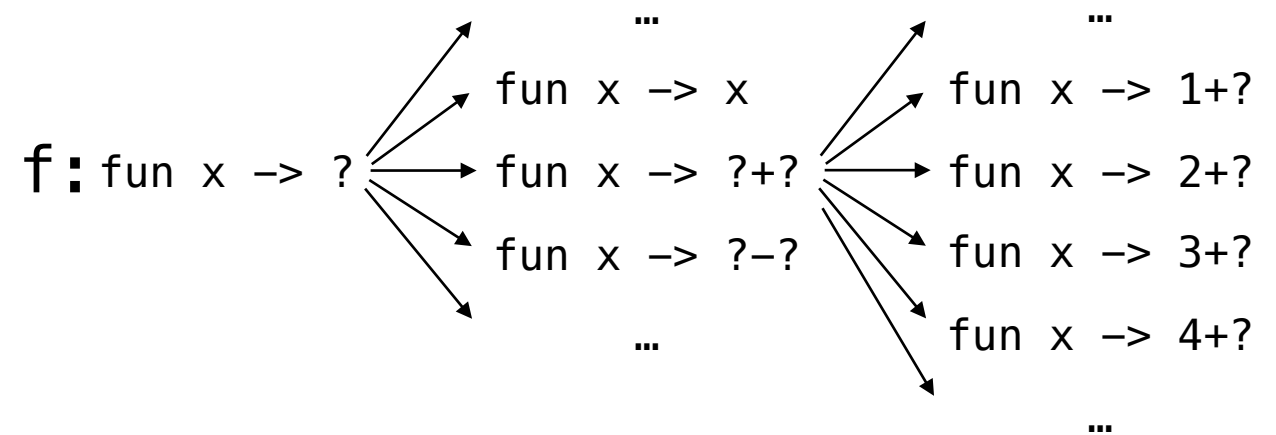 … …
fun x -> x fun x -> 1+?
f: fun x -> ? fun x -> ?+? fun x -> 2+?
fun x -> ?-? fun x -> 3+?
… fun x -> 4+?
…